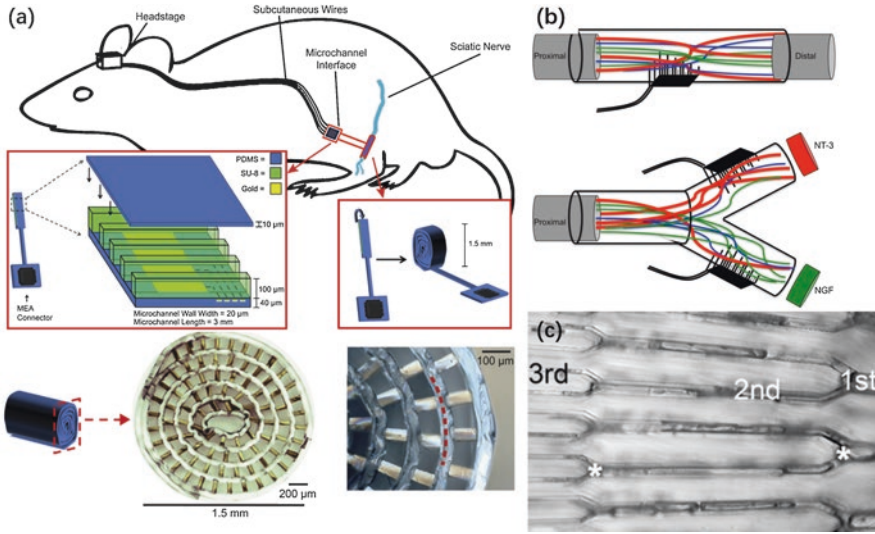 (a)
Headstage
Subcutaneous Wires
Microchannel
Interface
Sciatic Nerve
PDMS =
SU-8 =
Gold =
10 µm
100 µm
40 µm
MEA
Connector
Microchannel Wall Width = 20 µm
Microchannel Length = 3 mm
1.5 mm
200 µm
1.5 mm
100 µm
(b)
Proximal
Distal
NT-3
Proximal
NGF
(c)
3rd
2nd
1st
*
*